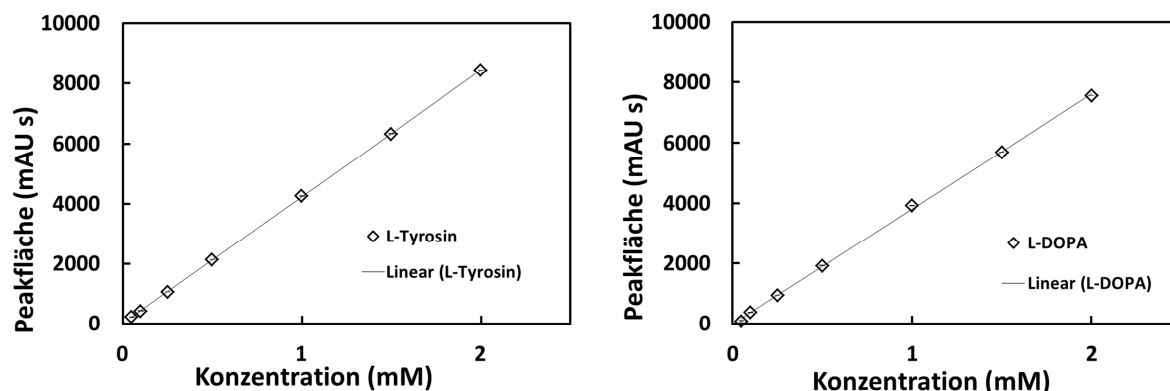 10000
8000
6000
4000
2000
0
Peakfläche (mAU s)
L-Tyrosin
Linear (L-Tyrosin)
0
1
2
Konzentration (mM)
10000
8000
6000
4000
2000
0
Peakfläche (mAU s)
L-DOPA
Linear (L-DOPA)
0
1
2
Konzentration (mM)